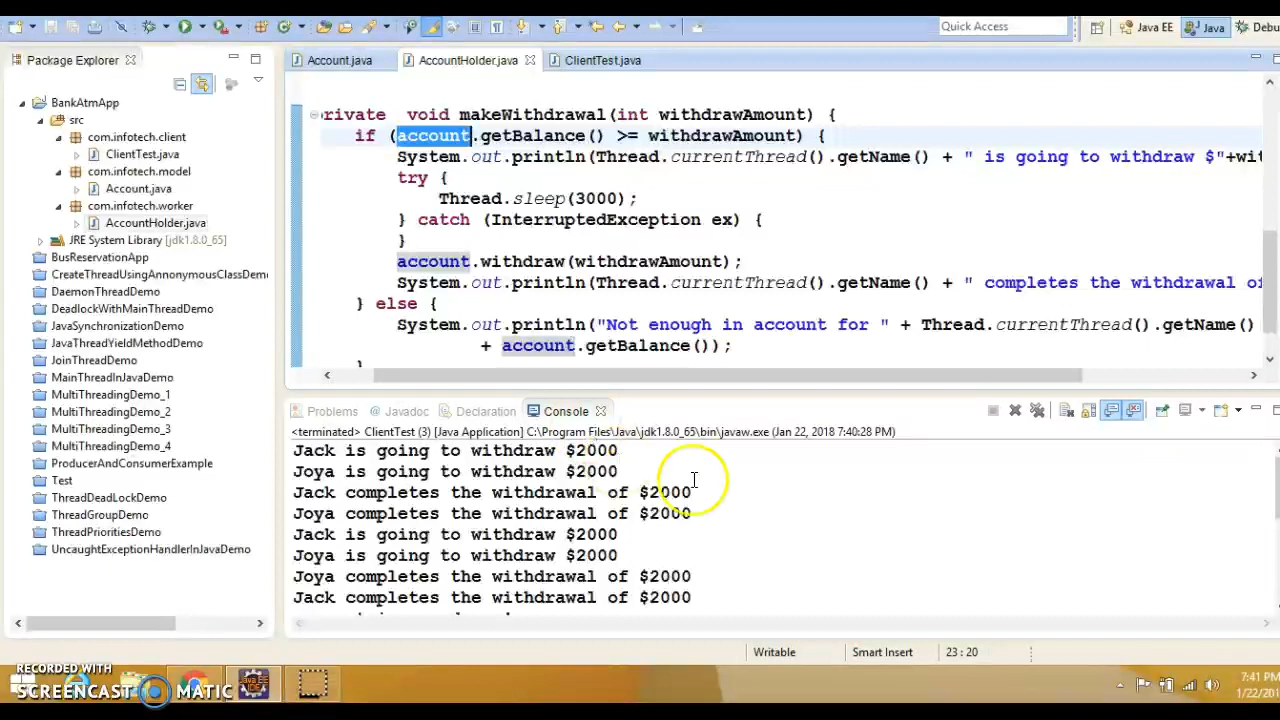 Quick Access
Java EE
Java
Debu
Package Explorer
Account.java
AccountHolder.java
ClientTest.java
BankAtmApp
src
com.infotech.client
ClientTest.java
com.infotech.model
Account.java
com.infotech.worker
AccountHolder.java
JRE System Library [jdk1.8.0_65]
BusReservationApp
CreateThreadUsingAnnonymousClassDemo
DaemonThreadDemo
DeadlockWithMainThreadDemo
JavaSynchronizationDemo
JavaThreadYieldMethodDemo
JoinThreadDemo
MainThreadInJavaDemo
MultiThreadingDemo_1
MultiThreadingDemo_2
MultiThreadingDemo_3
MultiThreadingDemo_4
ProducerAndConsumerExample
Test
ThreadDeadLockDemo
ThreadGroupDemo
ThreadPrioritiesDemo
UncaughtExceptionHandlerInJavaDemo
rivate  void makeWithdrawal(int withdrawAmount) {
if (account.getBalance() >= withdrawAmount) {
System.out.println(Thread.currentThread().getName() + " is going to withdraw $"+wit
try {
Thread.sleep(3000);
} catch (InterruptedException ex) {
}
account.withdraw(withdrawAmount);
System.out.println(Thread.currentThread().getName() + " completes the withdrawal of
} else {
System.out.println("Not enough in account for " + Thread.currentThread().getName()
+ account.getBalance());
Problems
Javadoc
Declaration
Console
<terminated> ClientTest (3) [Java Application] C:\Program Files\Java\jdk1.8.0_65\bin\javaw.exe (Jan 22, 2018 7:40:28 PM)
Jack is going to withdraw $2000
Joya is going to withdraw $2000
Jack completes the withdrawal of $2000
Joya completes the withdrawal of $2000
Jack is going to withdraw $2000
Joya is going to withdraw $2000
Joya completes the withdrawal of $2000
Jack completes the withdrawal of $2000
Writable
Smart Insert
23 : 20
RECORDED WITH
SCREENCAST MATIC
7:41 PM
1/22/201